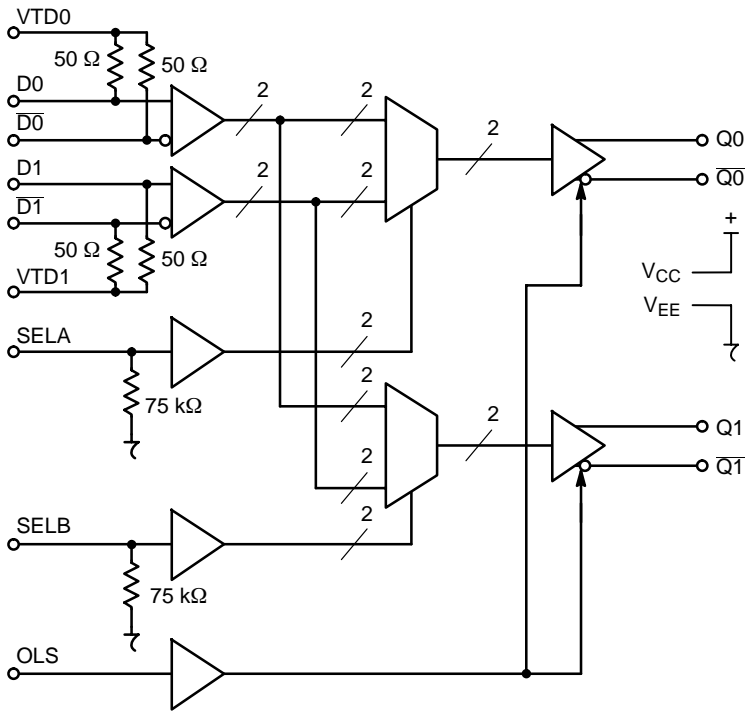 VTD0
50 Ω
50 Ω
D0
D0̅
2
2
2
Q0
Q0̅
D1
D1̅
2
2
50 Ω
50 Ω
VTD1
+
VCC
VEE
SELA
2
75 kΩ
2
2
Q1
Q1̅
2
SELB
2
75 kΩ
OLS